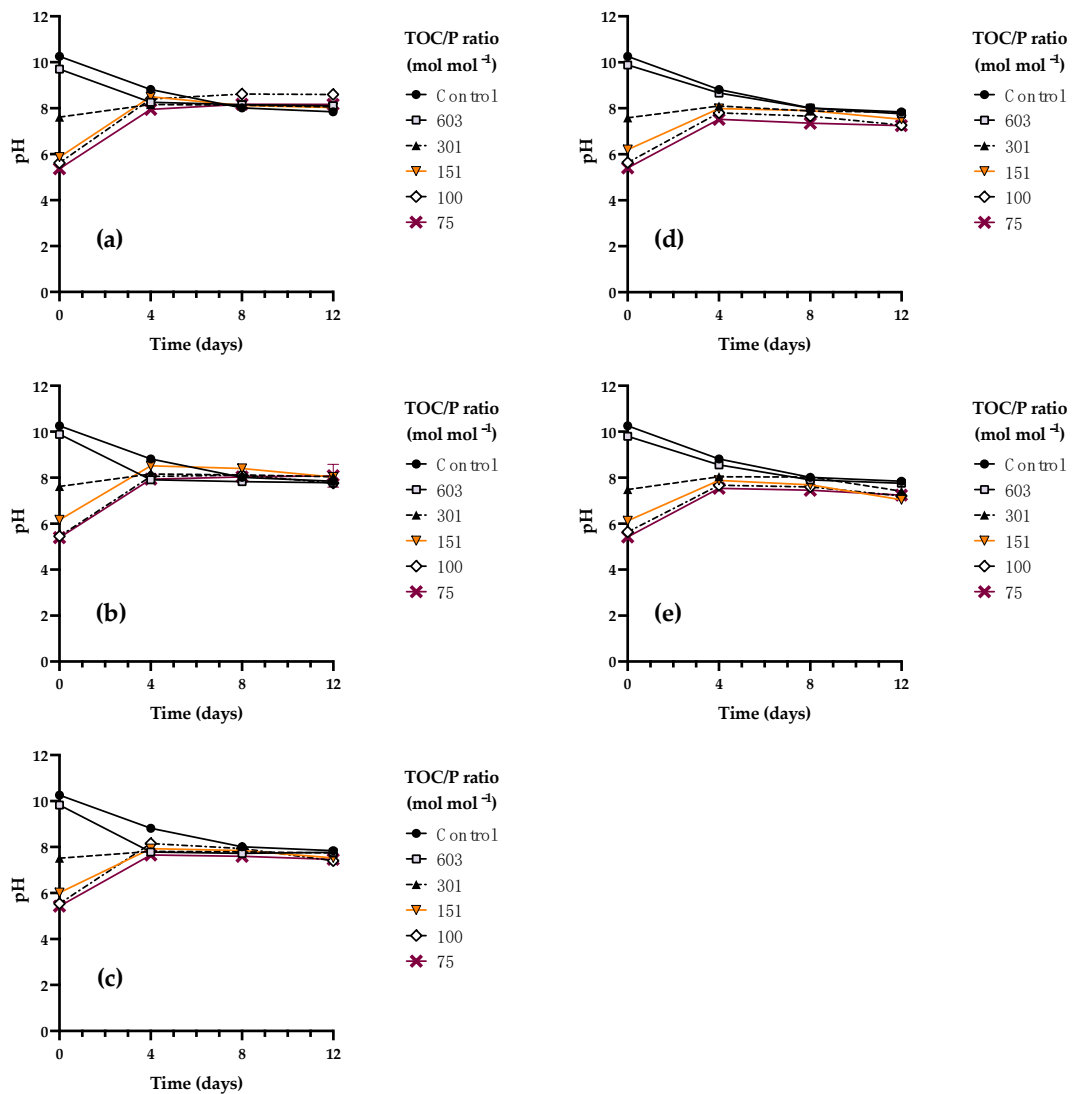 12
10
8
6
4
2
0
pH
(a)
0 4 8 12
Time (days)
TOC/P ratio
(mol mol⁻¹)
Control
603
301
151
100
75
12
10
8
6
4
2
0
pH
(d)
0 4 8 12
Time (days)
TOC/P ratio
(mol mol⁻¹)
Control
603
301
151
100
75
12
10
8
6
4
2
0
pH
(b)
0 4 8 12
Time (days)
TOC/P ratio
(mol mol⁻¹)
Control
603
301
151
100
75
12
10
8
6
4
2
0
pH
(e)
0 4 8 12
Time (days)
TOC/P ratio
(mol mol⁻¹)
Control
603
301
151
100
75
12
10
8
6
4
2
0
pH
(c)
0 4 8 12
Time (days)
TOC/P ratio
(mol mol⁻¹)
Control
603
301
151
100
75